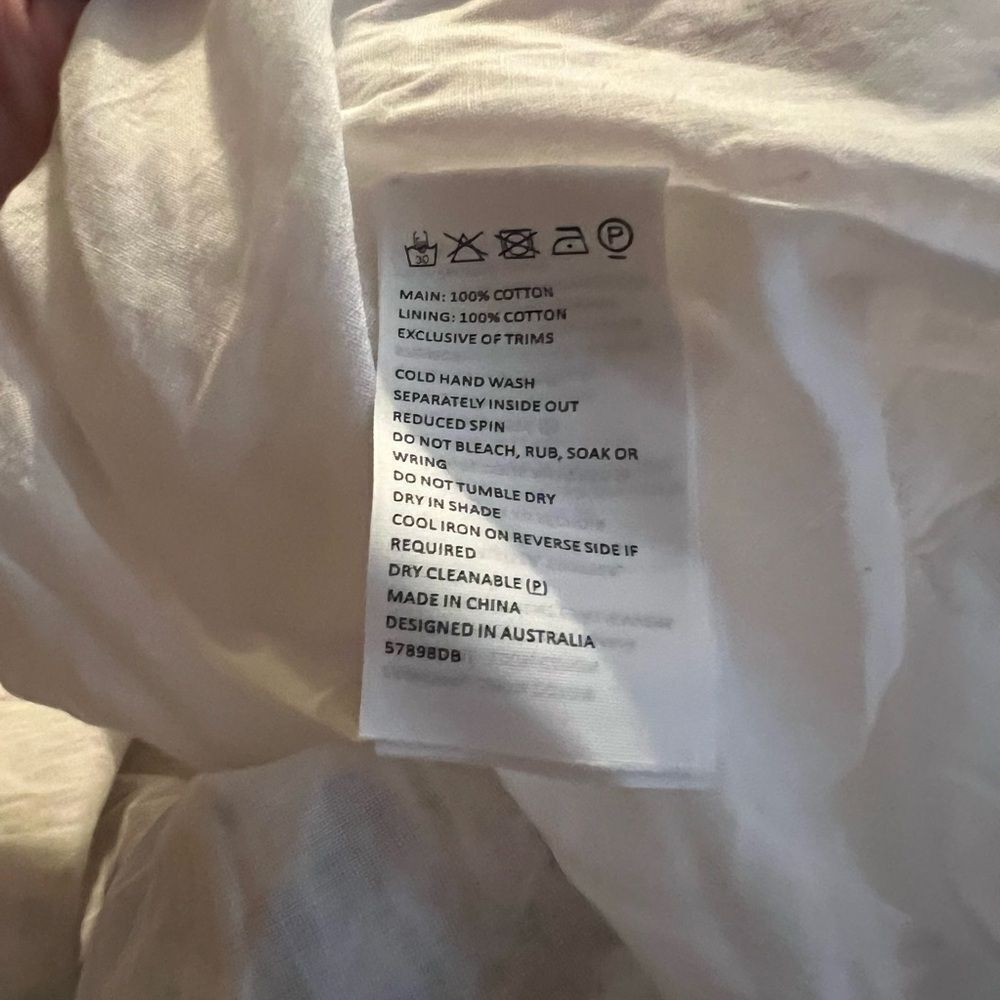 30 P
MAIN: 100% COTTON
LINING: 100% COTTON
EXCLUSIVE OF TRIMS
COLD HAND WASH
SEPARATELY INSIDE OUT
REDUCED SPIN
DO NOT BLEACH, RUB, SOAK OR
WRING
DO NOT TUMBLE DRY
DRY IN SHADE
COOL IRON ON REVERSE SIDE IF
REQUIRED
DRY CLEANABLE (P)
MADE IN CHINA
DESIGNED IN AUSTRALIA
57898DB